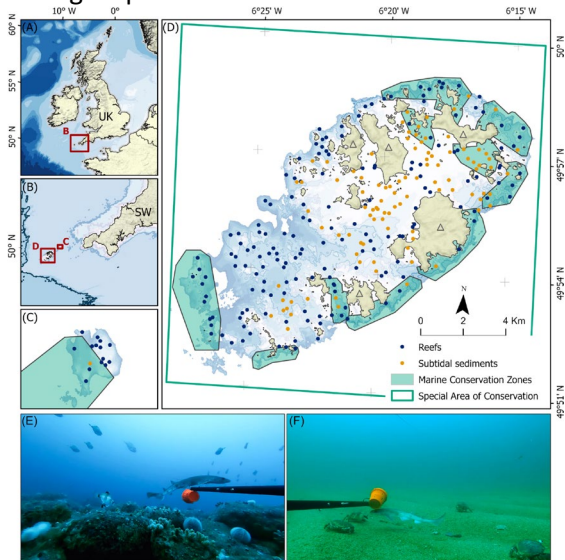 10° W 0°
60° N
55° N
50° N
(A)
UK
B
(B)
SW
50° N
D
C
(C)
(D)
6°25'W 6°20'W 6°15'W
50° N
49°57'N
49°54'N
49°51'N
N
0 2 4 Km
Reefs
Subtidal sediments
Marine Conservation Zones
Special Area of Conservation
(E)
(F)